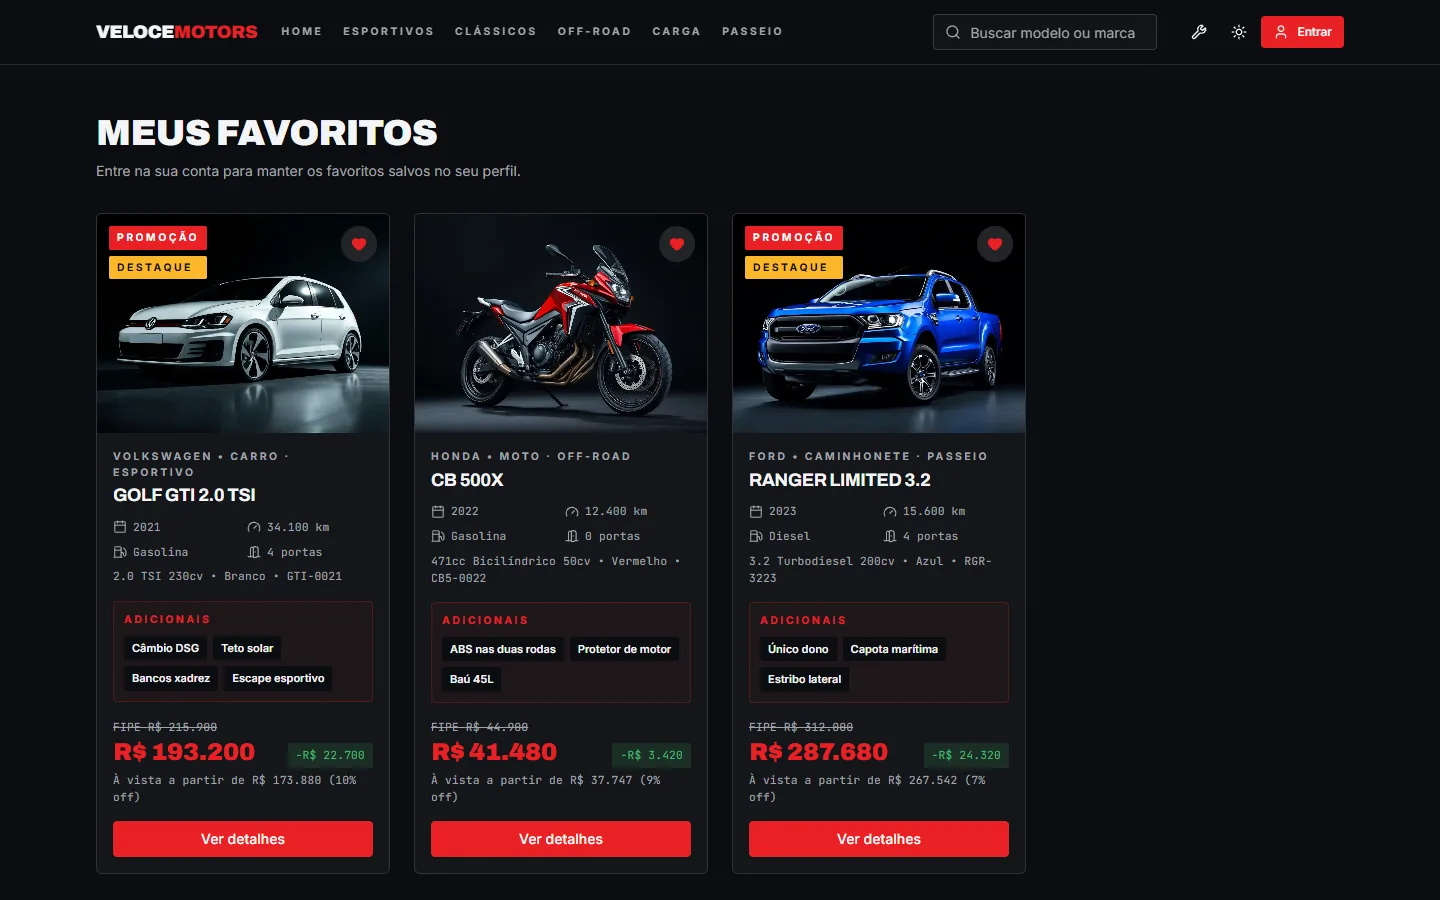 VELOCEMOTORS
HOME ESPORTIVOS CLÁSSICOS OFF-ROAD CARGA PASSEIO
Buscar modelo ou marca
Entrar
MEUS FAVORITOS
Entre na sua conta para manter os favoritos salvos no seu perfil.
PROMOÇÃO
DESTAQUE
VOLKSWAGEN • CARRO ·
ESPORTIVO
GOLF GTI 2.0 TSI
2021 34.100 km
Gasolina 4 portas
2.0 TSI 230cv • Branco • GTI-0021
ADICIONAIS
Câmbio DSG Teto solar
Bancos xadrez Escape esportivo
FIPE R$ 215.900
R$ 193.200 -R$ 22.700
À vista a partir de R$ 173.880 (10%
off)
Ver detalhes
HONDA • MOTO · OFF-ROAD
CB 500X
2022 12.400 km
Gasolina 0 portas
471cc Bicilíndrico 50cv • Vermelho •
CB5-0022
ADICIONAIS
ABS nas duas rodas Protetor de motor
Baú 45L
FIPE R$ 44.900
R$ 41.480 -R$ 3.420
À vista a partir de R$ 37.747 (9%
off)
Ver detalhes
PROMOÇÃO
DESTAQUE
Ford
FORD • CAMINHONETE · PASSEIO
RANGER LIMITED 3.2
2023 15.600 km
Diesel 4 portas
3.2 Turbodiesel 200cv • Azul • RGR-
3223
ADICIONAIS
Único dono Capota marítima
Estribo lateral
FIPE R$ 312.000
R$ 287.680 -R$ 24.320
À vista a partir de R$ 267.542 (7%
off)
Ver detalhes